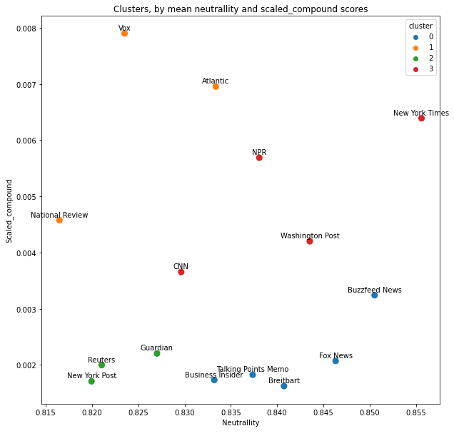 Clusters, by mean neutrallity and scaled_compound scores
cluster
0
1
2
3
Vox
Atlantic
New York Times
NPR
National Review
Washington Post
CNN
Buzzfeed News
Guardian
Fox News
Reuters
Talking Points Memo
New York Post
Business Insider
Breitbart
0.008
0.007
0.006
0.005
0.004
0.003
0.002
Scaled_compound
0.815 0.820 0.825 0.830 0.835 0.840 0.845 0.850 0.855
Neutrallity